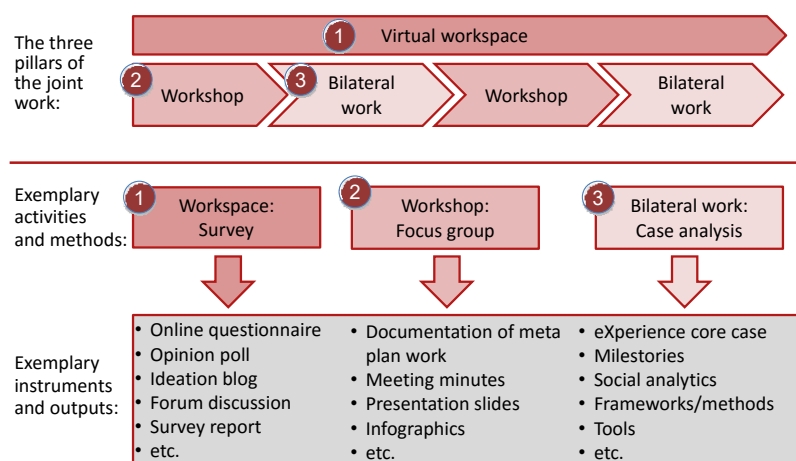 The three
pillars of
the joint
work:
1 Virtual workspace
2 Workshop
3 Bilateral
work
Workshop
Bilateral
work
Exemplary
activities
and methods:
1 Workspace:
Survey
2 Workshop:
Focus group
3 Bilateral work:
Case analysis
Exemplary
instruments
and outputs:
• Online questionnaire
• Opinion poll
• Ideation blog
• Forum discussion
• Survey report
• etc.
• Documentation of meta
plan work
• Meeting minutes
• Presentation slides
• Infographics
• etc.
• eXperience core case
• Milestories
• Social analytics
• Frameworks/methods
• Tools
• etc.